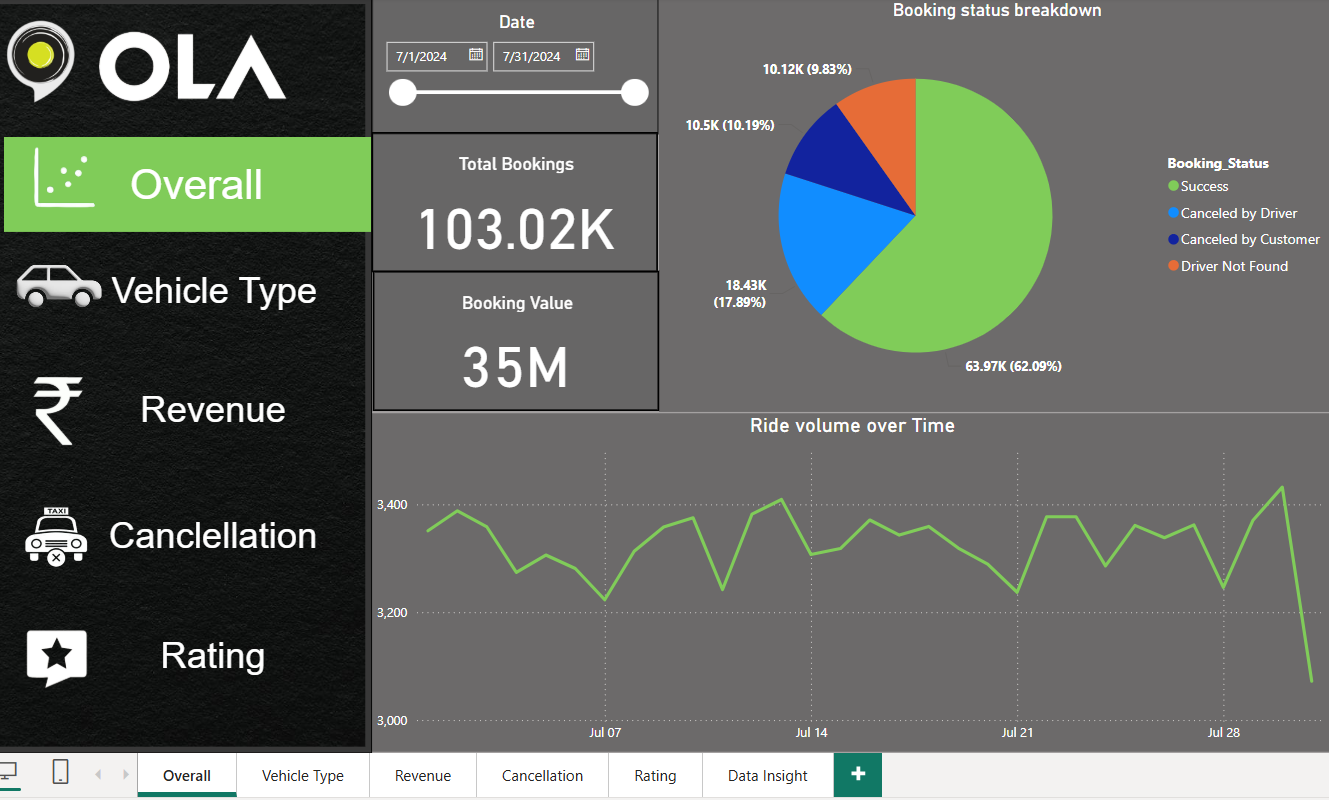 OLA
Overall
Vehicle Type
Revenue
TAXI
Canclellation
Rating
Date
7/1/2024
7/31/2024
Total Bookings
103.02K
Booking Value
35M
Booking status breakdown
10.12K (9.83%)
10.5K (10.19%)
18.43K
(17.89%)
63.97K (62.09%)
Booking_Status
Success
Canceled by Driver
Canceled by Customer
Driver Not Found
Ride volume over Time
3,400
3,200
3,000
Jul 07
Jul 14
Jul 21
Jul 28
Overall
Vehicle Type
Revenue
Cancellation
Rating
Data Insight
+